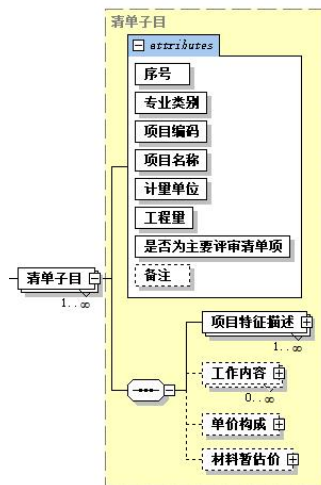 清单子目
attributes
序号
专业类别
项目编码
项目名称
计量单位
工程量
是否为主要评审清单项
备注
清单子目
1..∞
项目特征描述
1..∞
工作内容
0..∞
单价构成
材料暂估价